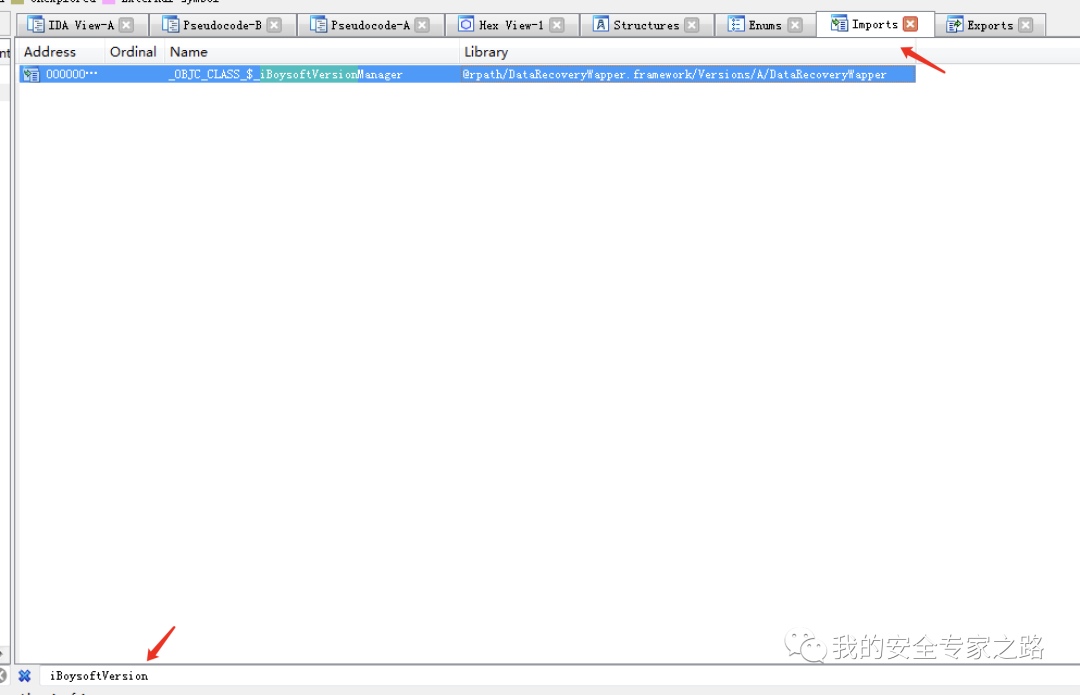 unexplored External symbol
IDA View-A Pseudocode-B Pseudocode-A Hex View-1 Structures Enums Imports Exports
Address Ordinal Name Library
000000··· _OBJC_CLASS_$_iBoysoftVersionManager @rpath/DataRecoveryWapper.framework/Versions/A/DataRecoveryWapper
我的安全专家之路
iBoysoftVersion